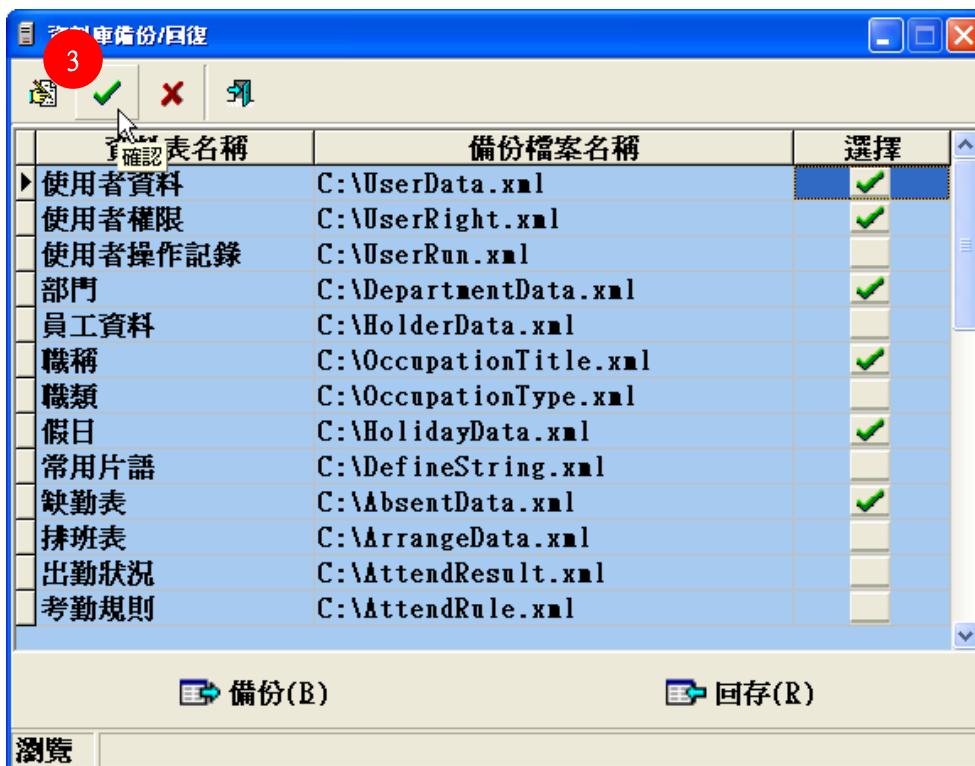 資料庫備份/回復
3
資料表名稱 備份檔案名稱 選擇
確認
使用者資料 C:\UserData.xml
使用者權限 C:\UserRight.xml
使用者操作記錄 C:\UserRun.xml
部門 C:\DepartmentData.xml
員工資料 C:\HolderData.xml
職稱 C:\OccupationTitle.xml
職類 C:\OccupationType.xml
假日 C:\HolidayData.xml
常用片語 C:\DefineString.xml
缺勤表 C:\AbsentData.xml
排班表 C:\ArrangeData.xml
出勤狀況 C:\AttendResult.xml
考勤規則 C:\AttendRule.xml
備份(B) 回存(R)
瀏覽